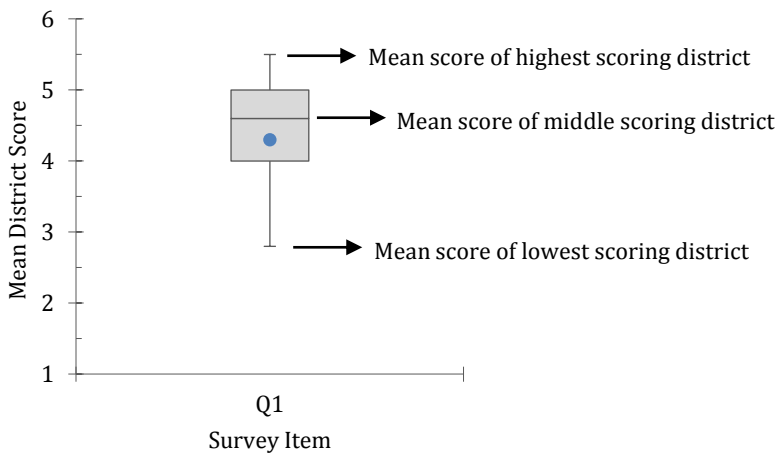 6
Mean score of highest scoring district
5
Mean score of middle scoring district
4
3
Mean score of lowest scoring district
2
1
Mean District Score
Q1
Survey Item